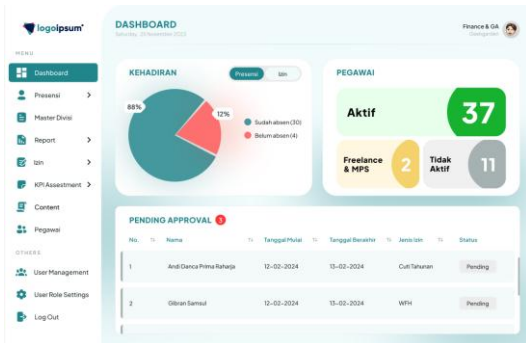 logoipsum
MENU
Dashboard
Presensi
Master Divisi
Report
Izin
KPI Assestment
Content
Pegawai
OTHERS
User Management
User Role Settings
Log Out
DASHBOARD
Finance & GA
KEHADIRAN
Presensi Izin
88%
12%
Sudah absen (30)
Belum absen (4)
PEGAWAI
Aktif 37
Freelance & MPS 2
Tidak Aktif 11
PENDING APPROVAL 3
No. Nama Tanggal Mulai Tanggal Berakhir Jenis Izin Status
1 Andi Danca Prima Raharja 12-02-2024 13-02-2024 Cuti Tahunan Pending
2 Gibran Samsul 12-02-2024 13-02-2024 WFH Pending